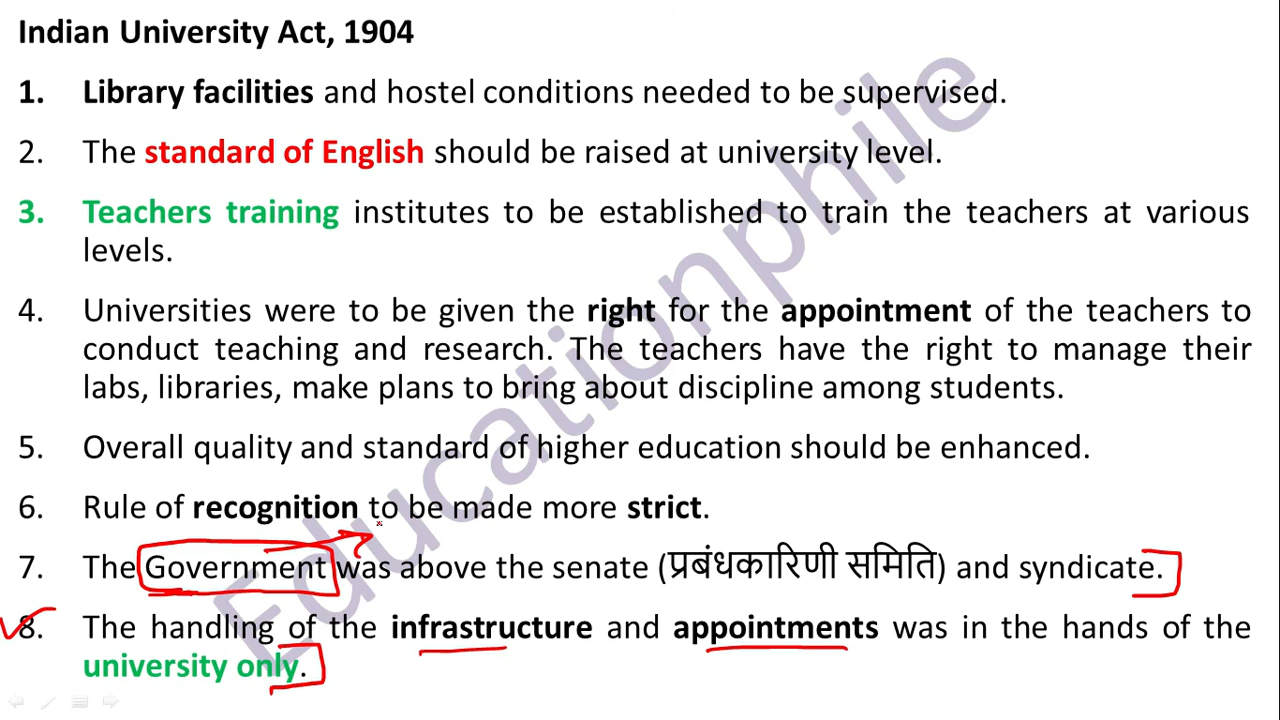 Indian University Act, 1904
1. Library facilities and hostel conditions needed to be supervised.
2. The standard of English should be raised at university level.
3. Teachers training institutes to be established to train the teachers at various
levels.
4. Universities were to be given the right for the appointment of the teachers to
conduct teaching and research. The teachers have the right to manage their
labs, libraries, make plans to bring about discipline among students.
5. Overall quality and standard of higher education should be enhanced.
6. Rule of recognition to be made more strict.
7. The Government was above the senate (प्रबंधकारिणी समिति) and syndicate.
8. The handling of the infrastructure and appointments was in the hands of the
university only.
Educationphile